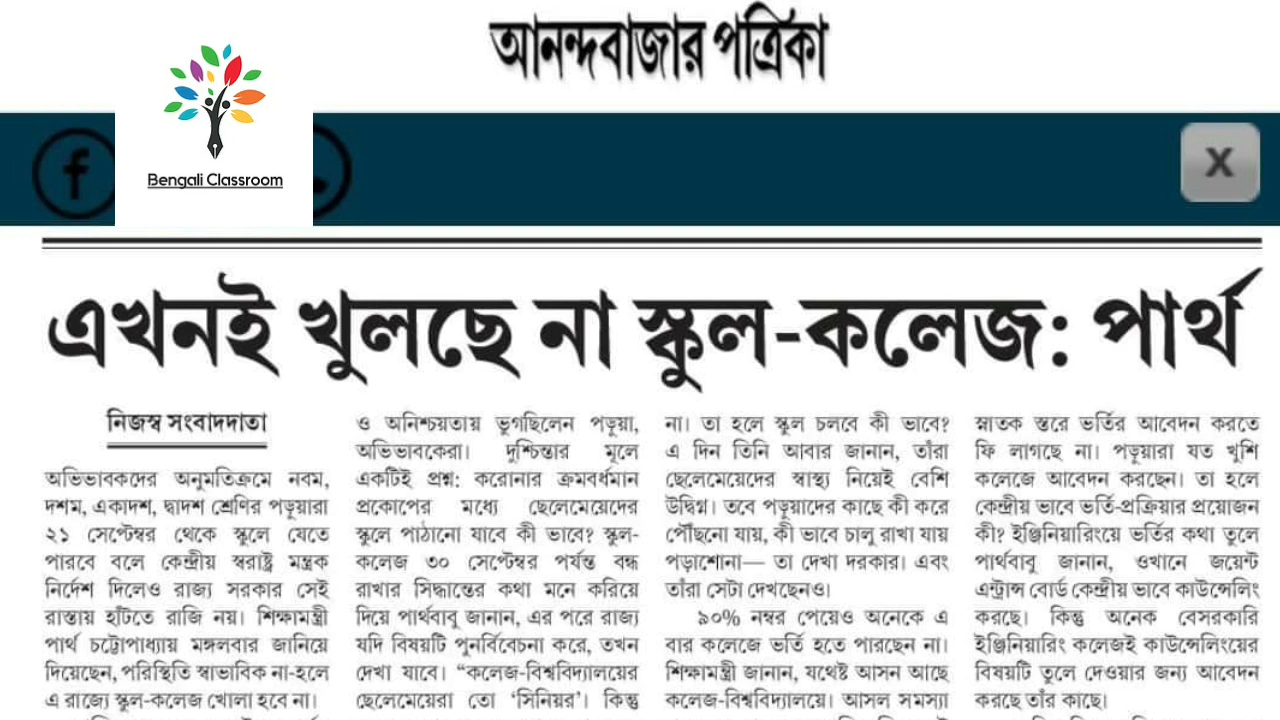 আনন্দবাজার পত্রিকা
Bengali Classroom
x
এখনই খুলছে না স্কুল-কলেজ: পার্থ
নিজস্ব সংবাদদাতা
অভিভাবকদের অনুমতিক্রমে নবম,
দশম, একাদশ, দ্বাদশ শ্রেণির পড়ুয়ারা
২১ সেপ্টেম্বর থেকে স্কুলে যেতে
পারবে বলে কেন্দ্রীয় স্বরাষ্ট্র মন্ত্রক
নির্দেশ দিলেও রাজ্য সরকার সেই
রাস্তায় হাঁটতে রাজি নয়। শিক্ষামন্ত্রী
পার্থ চট্টোপাধ্যায় মঙ্গলবার জানিয়ে
দিয়েছেন, পরিস্থিতি স্বাভাবিক না-হলে
এ রাজ্যে স্কুল-কলেজ খোলা হবে না।
ও অনিশ্চয়তায় ভুগছিলেন পড়ুয়া,
অভিভাবকেরা। দুশ্চিন্তার মূলে
একটিই প্রশ্ন: করোনার ক্রমবর্ধমান
প্রকোপের মধ্যে ছেলেমেয়েদের
স্কুলে পাঠানো যাবে কী ভাবে? স্কুল-
কলেজ ৩০ সেপ্টেম্বর পর্যন্ত বন্ধ
রাখার সিদ্ধান্তের কথা মনে করিয়ে
দিয়ে পার্থবাবু জানান, এর পরে রাজ্য
যদি বিষয়টি পুনর্বিবেচনা করে, তখন
দেখা যাবে। “কলেজ-বিশ্ববিদ্যালয়ের
ছেলেমেয়েরা তো ‘সিনিয়র’। কিন্তু
না। তা হলে স্কুল চলবে কী ভাবে?
এ দিন তিনি আবার জানান, তাঁরা
ছেলেমেয়েদের স্বাস্থ্য নিয়েই বেশি
উদ্বিগ্ন। তবে পড়ুয়াদের কাছে কী করে
পৌঁছনো যায়, কী ভাবে চালু রাখা যায়
পড়াশোনা— তা দেখা দরকার। এবং
তাঁরা সেটা দেখছেনও।
৯০% নম্বর পেয়েও অনেকে এ
বার কলেজে ভর্তি হতে পারছেন না।
শিক্ষামন্ত্রী জানান, যথেষ্ট আসন আছে
কলেজ-বিশ্ববিদ্যালয়ে। আসল সমস্যা
স্নাতক স্তরে ভর্তির আবেদন করতে
ফি লাগছে না। পড়ুয়ারা যত খুশি
কলেজে আবেদন করছেন। তা হলে
কেন্দ্রীয় ভাবে ভর্তি-প্রক্রিয়ার প্রয়োজন
কী? ইঞ্জিনিয়ারিংয়ে ভর্তির কথা তুলে
পার্থবাবু জানান, ওখানে জয়েন্ট
এন্ট্রান্স বোর্ড কেন্দ্রীয় ভাবে কাউন্সেলিং
করছে। কিন্তু অনেক বেসরকারি
ইঞ্জিনিয়ারিং কলেজই কাউন্সেলিংয়ের
বিষয়টি তুলে দেওয়ার জন্য আবেদন
করছে তাঁর কাছে।